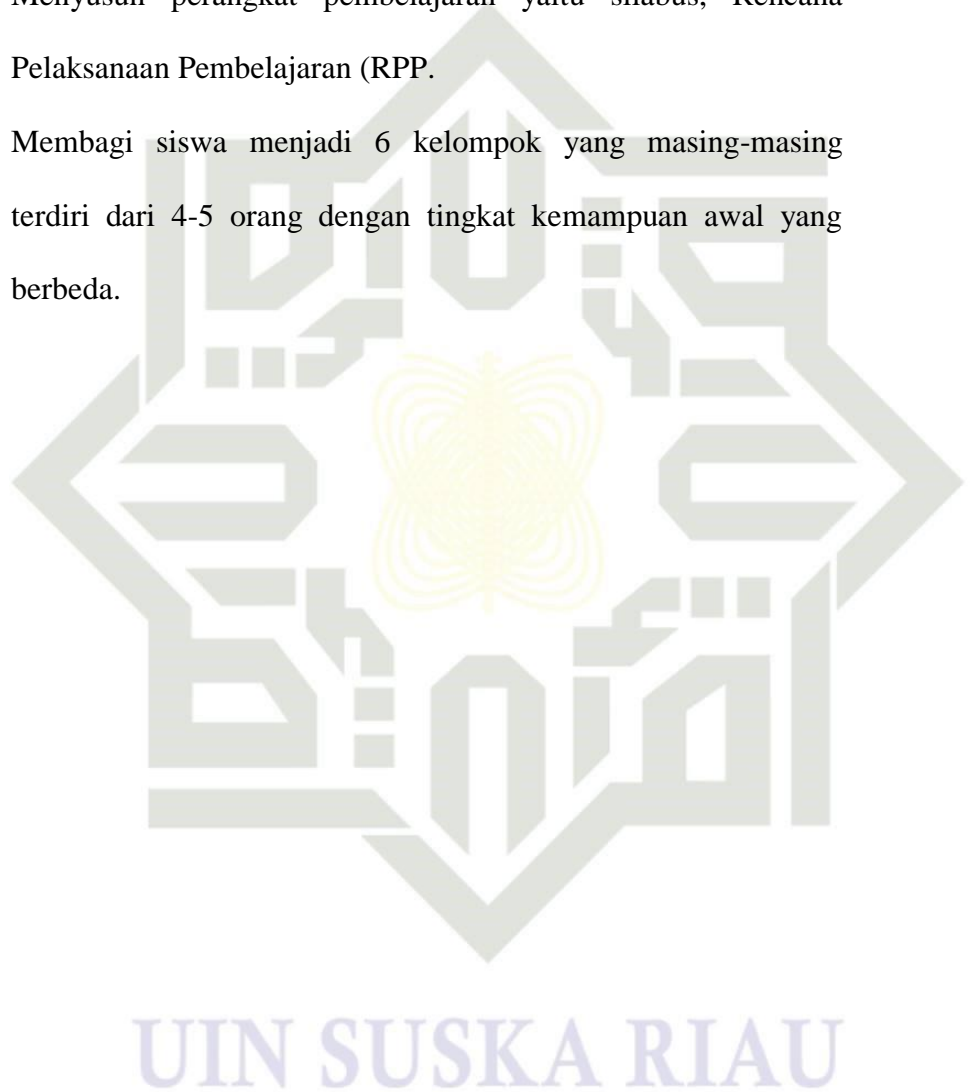 Menyusun perangkat pembelajaran yaitu silabus, Rencana
Pelaksanaan Pembelajaran (RPP.
Membagi siswa menjadi 6 kelompok yang masing-masing
terdiri dari 4-5 orang dengan tingkat kemampuan awal yang
berbeda.
UIN SUSKA RIAU